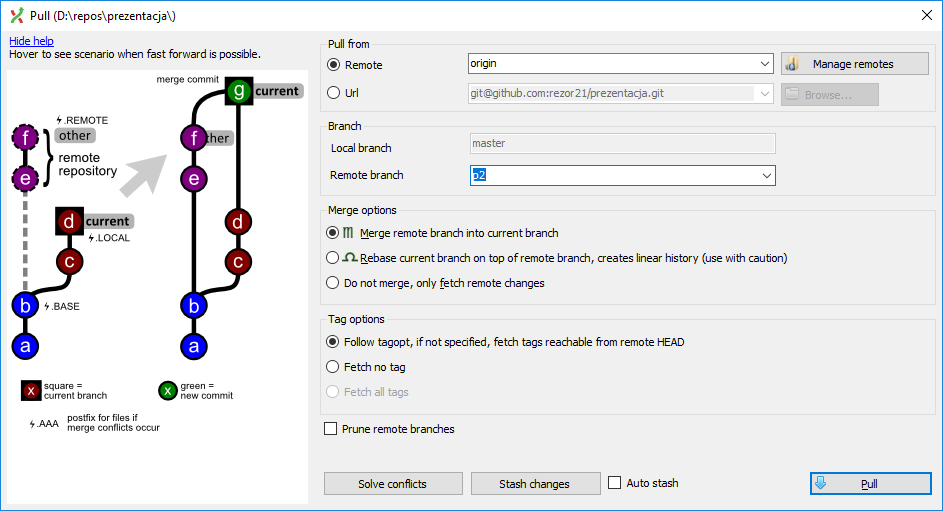 Pull (D:\repos\prezentacja\)
Hide help
Hover to see scenario when fast forward is possible.
merge commit
g current
.REMOTE
f other
remote
repository
e
f ther
e
d current
.LOCAL
d
c
c
b .BASE
b
a
a
x square =
current branch
x green =
new commit
.AAA postfix for files if
merge conflicts occur
Pull from
Remote origin Manage remotes
Url git@github.com:rezor21/prezentacja.git Browse...
Branch
Local branch master
Remote branch p2
Merge options
Merge remote branch into current branch
Rebase current branch on top of remote branch, creates linear history (use with caution)
Do not merge, only fetch remote changes
Tag options
Follow tagopt, if not specified, fetch tags reachable from remote HEAD
Fetch no tag
Fetch all tags
Prune remote branches
Solve conflicts Stash changes Auto stash Pull